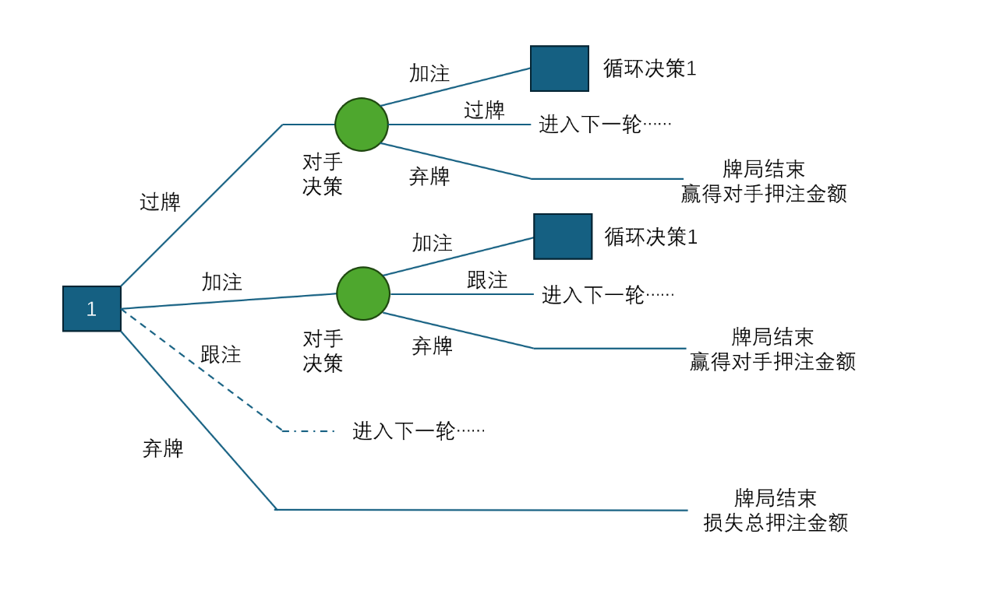 加注
循环决策1
过牌
进入下一轮……
对手
决策
弃牌
牌局结束
赢得对手押注金额
过牌
加注
循环决策1
加注
跟注
进入下一轮……
1
对手
决策
弃牌
牌局结束
赢得对手押注金额
跟注
进入下一轮……
弃牌
牌局结束
损失总押注金额